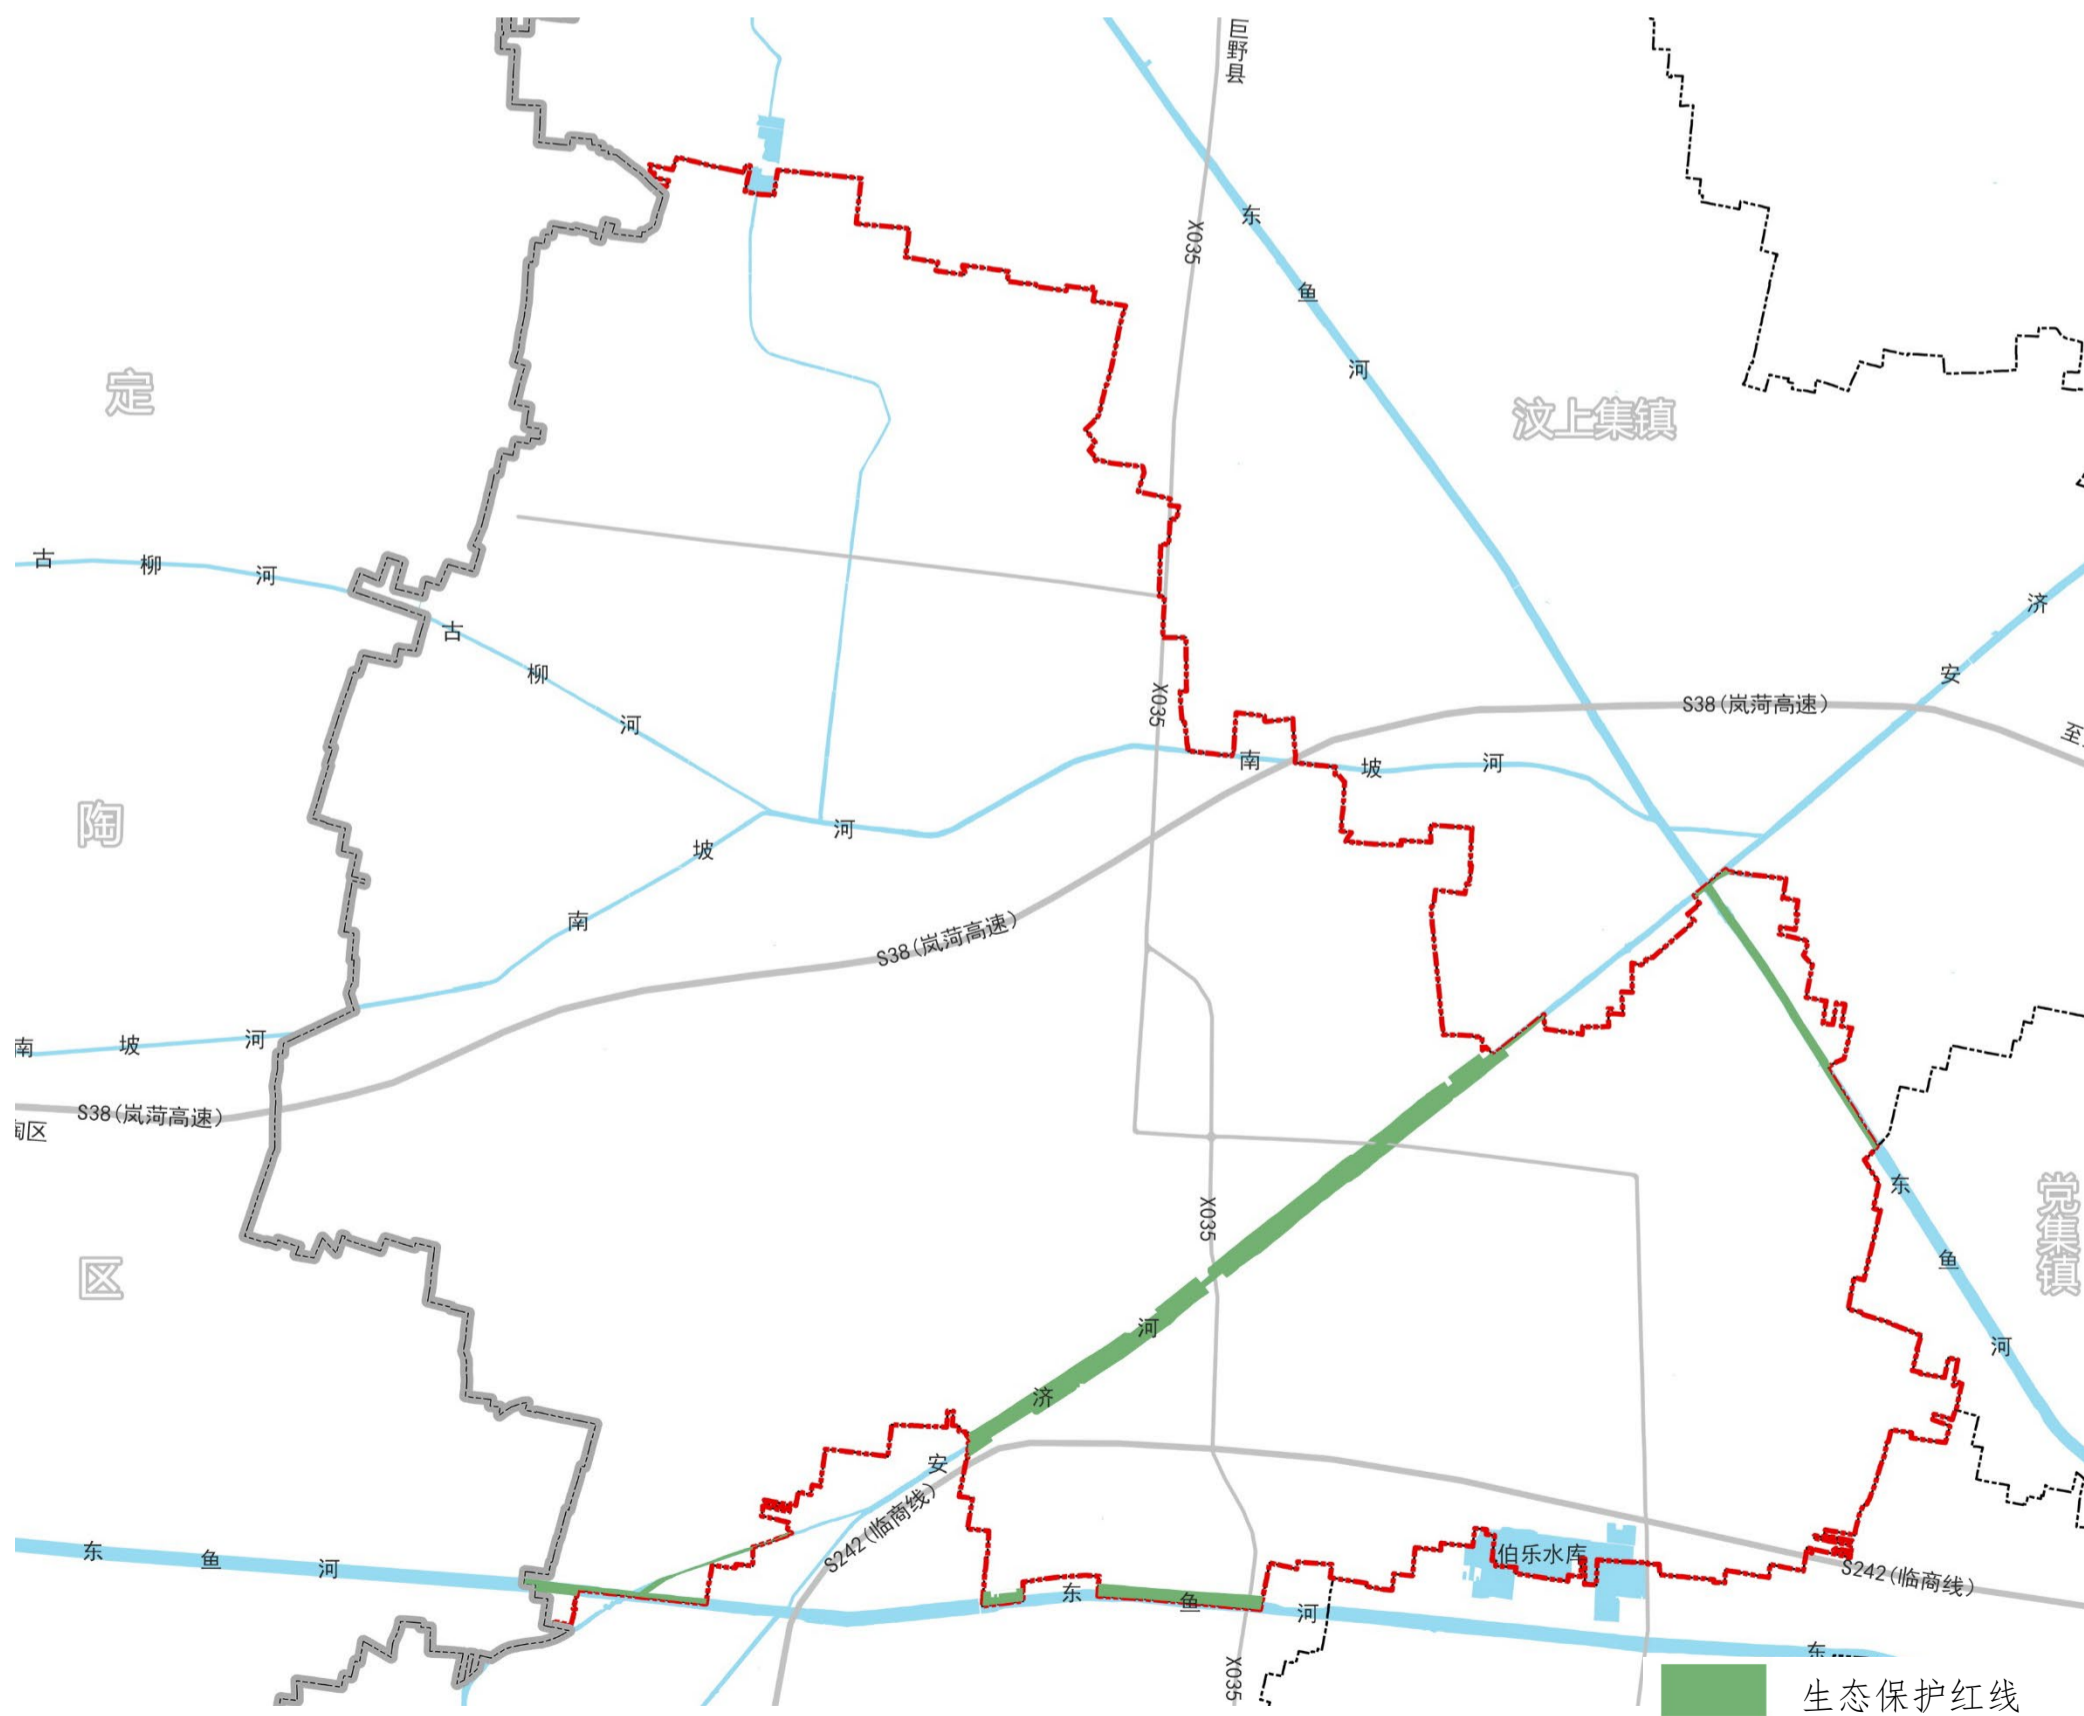 巨野县
X035
东鱼河
定陶区
汶上集镇
古柳河
古柳河
济
安
X035
S38(岚菏高速)
至
南坡河
河
坡
南
S38(岚菏高速)
南坡河
S38(岚菏高速)
陶区
党集镇
东鱼河
X035
河
济
安
S242(临商线)
东鱼河
伯乐水库
S242(临商线)
东鱼河
东
X035
生态保护红线